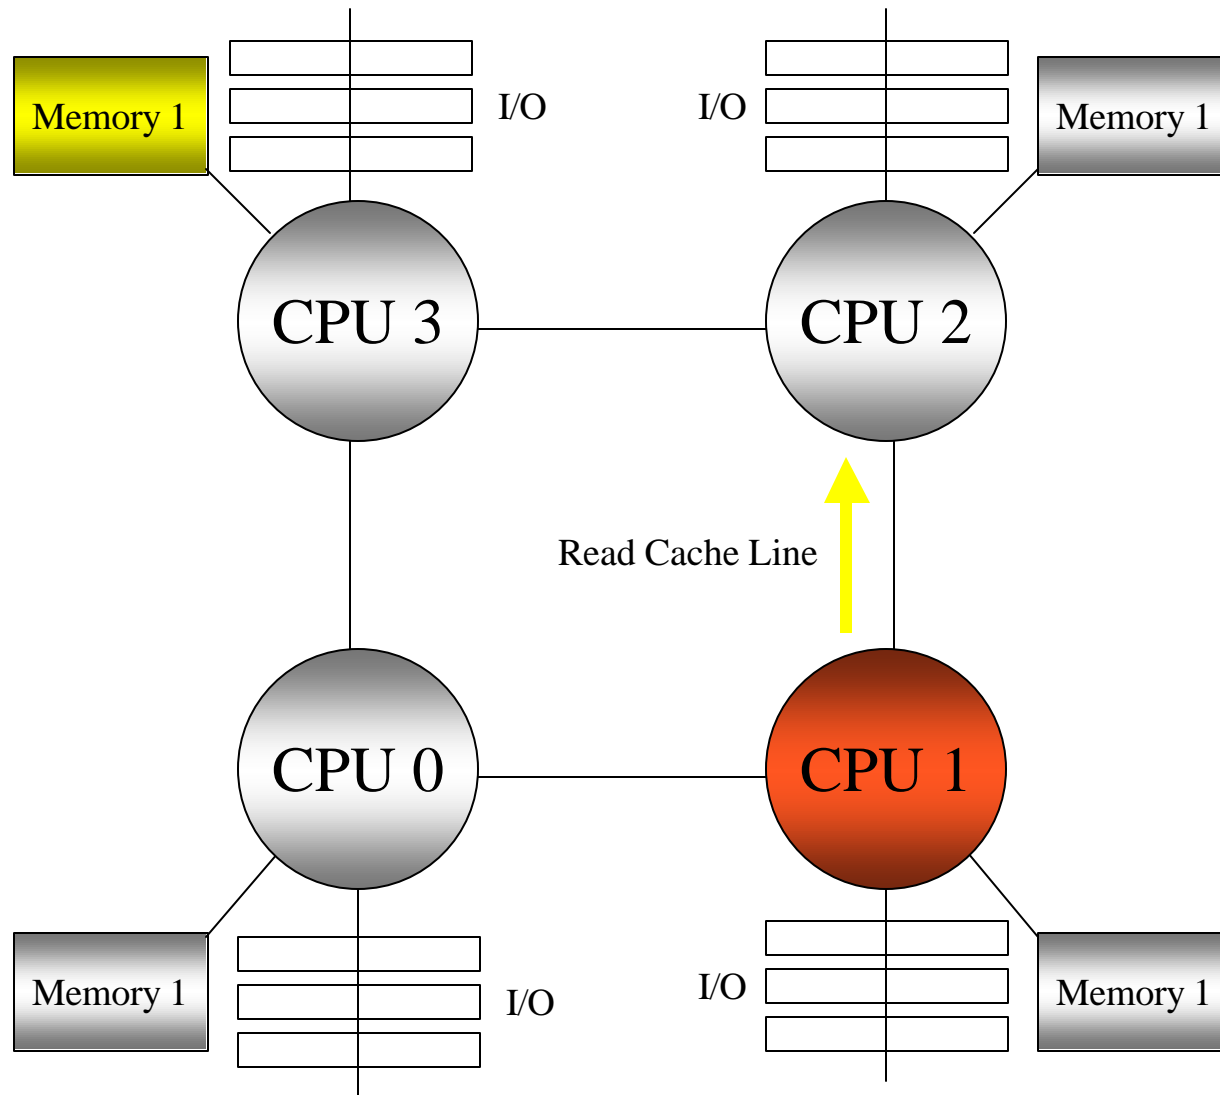 I/O
I/O
Memory 1
Memory 1
CPU 3
CPU 2
Read Cache Line
CPU 0
CPU 1
Memory 1
I/O
I/O
Memory 1